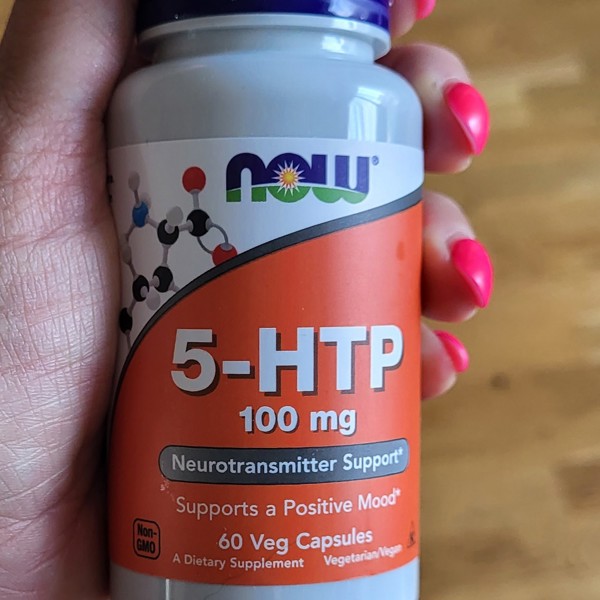 NOW®
5-HTP
100 mg
Neurotransmitter Support*
Supports a Positive Mood*
60 Veg Capsules
Non-
GMO
A Dietary Supplement
Vegetarian/Vegan